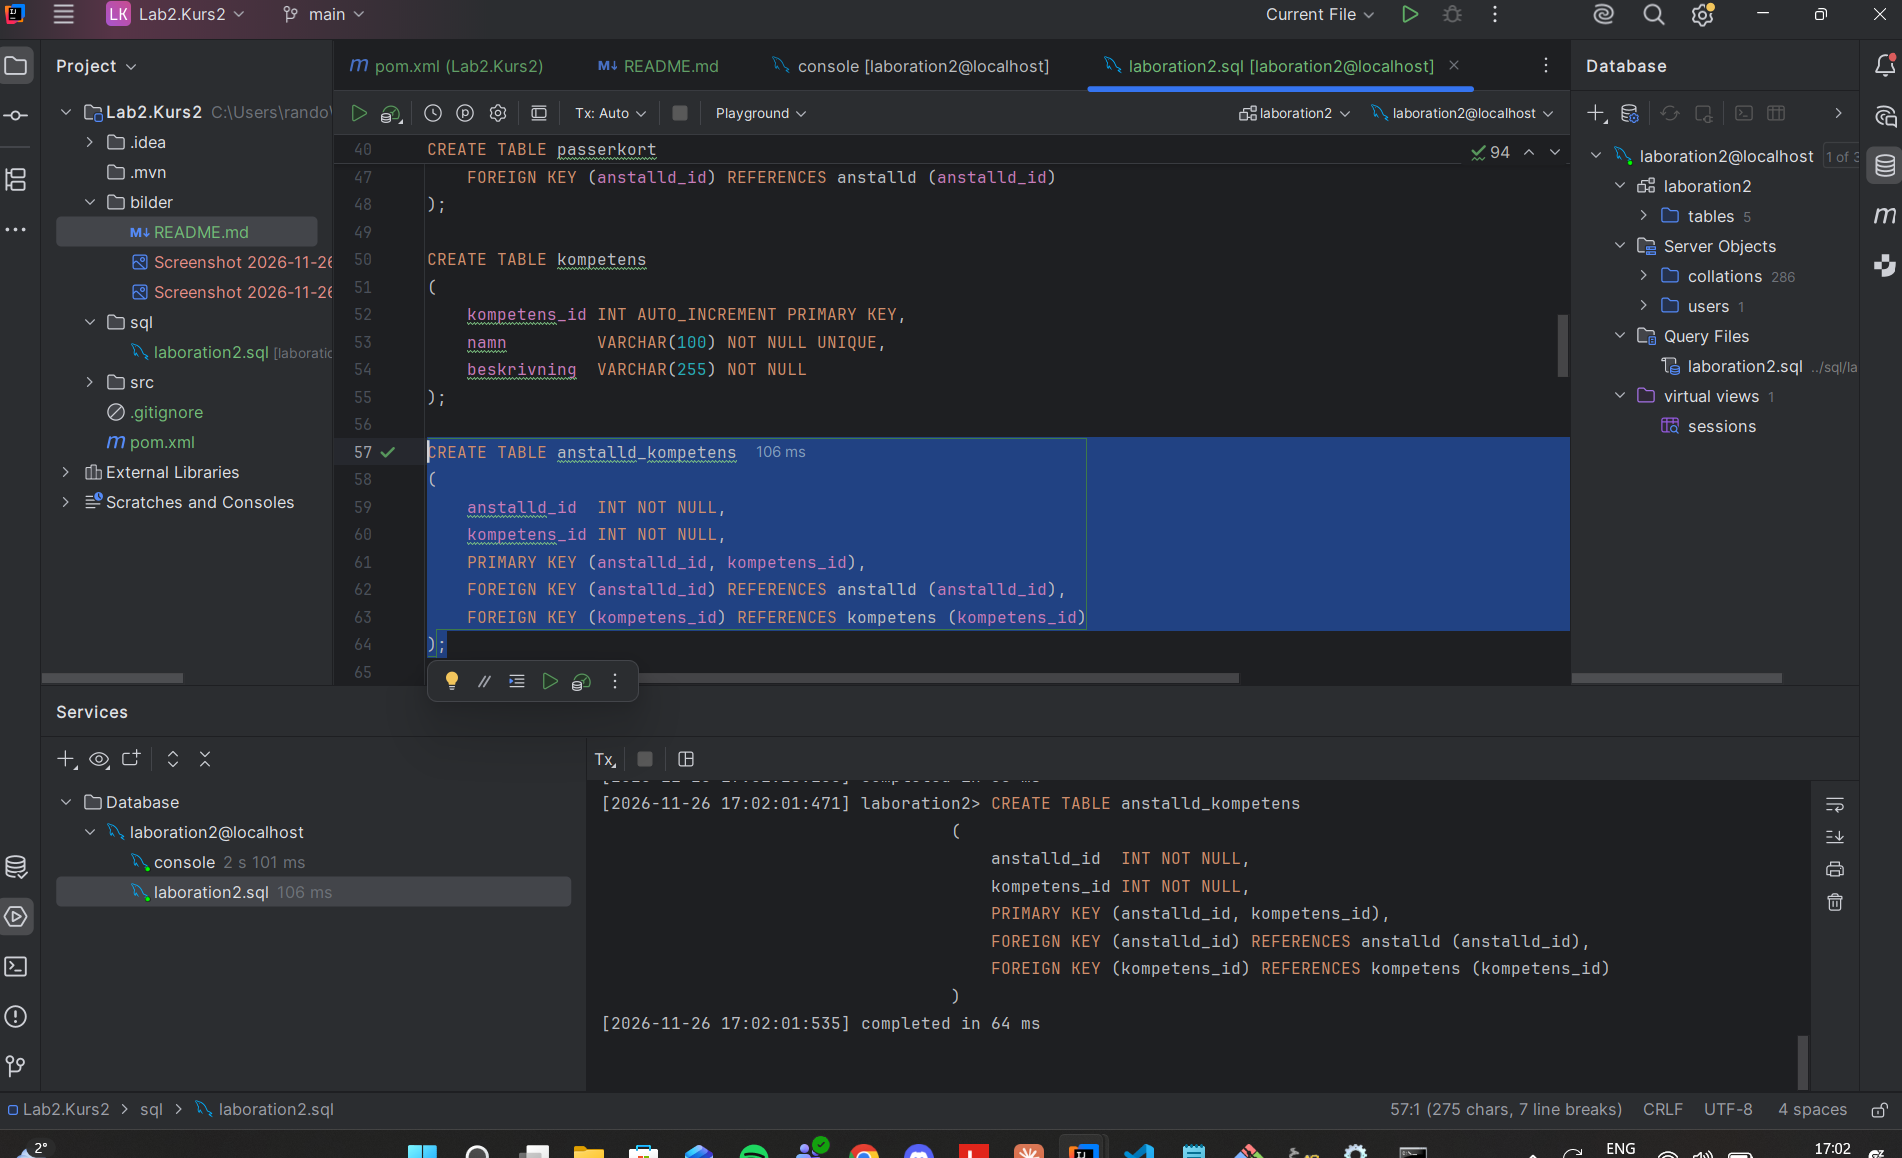 LK Lab2.Kurs2 main Current File
Project
Lab2.Kurs2 C:\Users\rando\
.idea
.mvn
bilder
README.md
Screenshot 2026-11-26
Screenshot 2026-11-26
sql
laboration2.sql [laboratio
src
.gitignore
pom.xml
External Libraries
Scratches and Consoles
pom.xml (Lab2.Kurs2) README.md console [laboration2@localhost] laboration2.sql [laboration2@localhost]
Tx: Auto Playground laboration2 laboration2@localhost
94
40 CREATE TABLE passerkort
47 FOREIGN KEY (anstalld_id) REFERENCES anstalld (anstalld_id)
48 );
49
50 CREATE TABLE kompetens
51 (
52 kompetens_id INT AUTO_INCREMENT PRIMARY KEY,
53 namn VARCHAR(100) NOT NULL UNIQUE,
54 beskrivning VARCHAR(255) NOT NULL
55 );
56
57 CREATE TABLE anstalld_kompetens 106 ms
58 (
59 anstalld_id INT NOT NULL,
60 kompetens_id INT NOT NULL,
61 PRIMARY KEY (anstalld_id, kompetens_id),
62 FOREIGN KEY (anstalld_id) REFERENCES anstalld (anstalld_id),
63 FOREIGN KEY (kompetens_id) REFERENCES kompetens (kompetens_id)
64 );
65
Database
laboration2@localhost 1 of 3
laboration2
tables 5
Server Objects
collations 286
users 1
Query Files
laboration2.sql ../sql/la
virtual views 1
sessions
Services
Database
laboration2@localhost
console 2 s 101 ms
laboration2.sql 106 ms
Tx
[2026-11-26 17:02:01:471] laboration2> CREATE TABLE anstalld_kompetens
(
anstalld_id INT NOT NULL,
kompetens_id INT NOT NULL,
PRIMARY KEY (anstalld_id, kompetens_id),
FOREIGN KEY (anstalld_id) REFERENCES anstalld (anstalld_id),
FOREIGN KEY (kompetens_id) REFERENCES kompetens (kompetens_id)
)
[2026-11-26 17:02:01:535] completed in 64 ms
Lab2.Kurs2 > sql > laboration2.sql
57:1 (275 chars, 7 line breaks) CRLF UTF-8 4 spaces
2° ENG 17:02